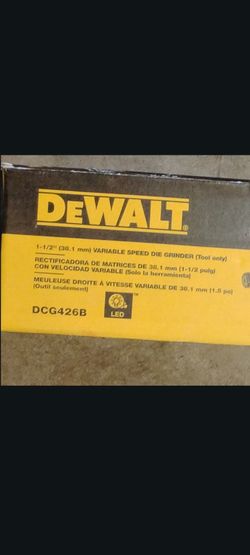 DEWALT®
1-1/2" (38.1 mm) VARIABLE SPEED DIE GRINDER (Tool only)
RECTIFICADORA DE MATRICES DE 38,1 mm (1-1/2 pulg)
CON VELOCIDAD VARIABLE (Solo la herramienta)
MEULEUSE DROITE À VITESSE VARIABLE DE 38,1 mm (1.5 po)
(Outil seulement)
DCG426B
LED